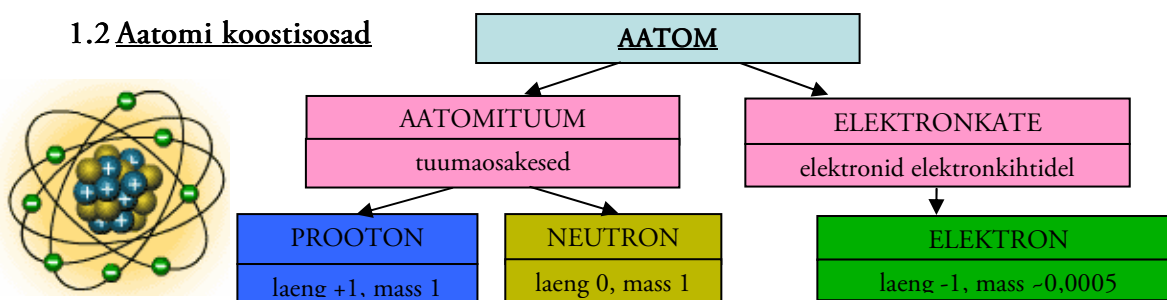 1.2 Aatomi koostisosad
AATOM
AATOMITUUM
tuumaosakesed
ELEKTRONKATE
elektronid elektronkihtidel
PROOTON
laeng +1, mass 1
NEUTRON
laeng 0, mass 1
ELEKTRON
laeng -1, mass ~0,0005